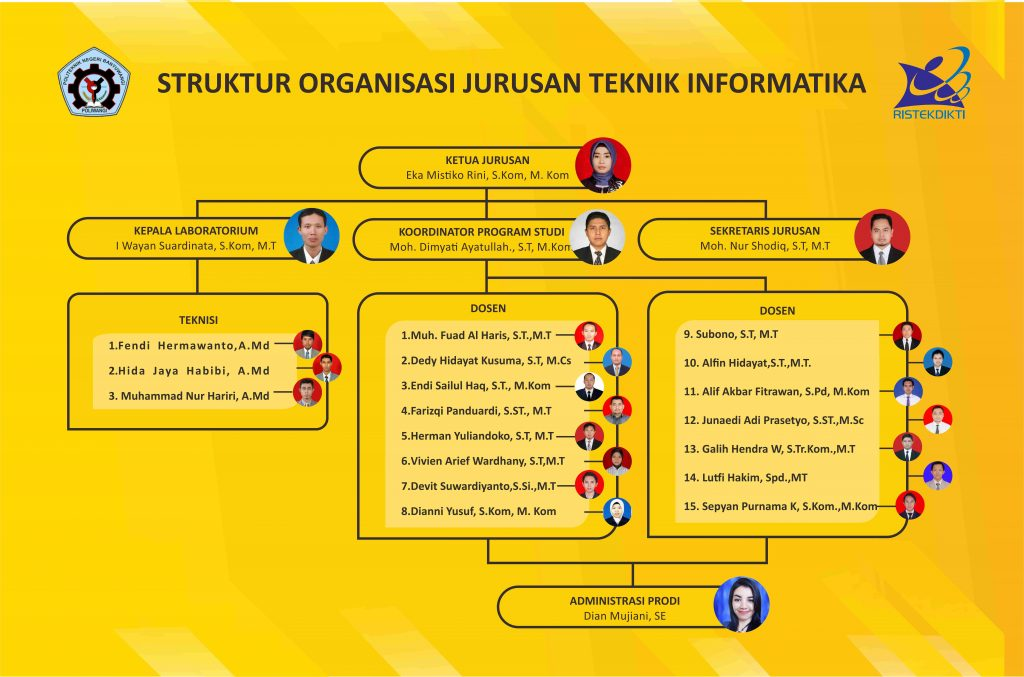 POLITEKNIK NEGERI BANYUWANGI
POLIWANGI
STRUKTUR ORGANISASI JURUSAN TEKNIK INFORMATIKA
RISTEKDIKTI
KETUA JURUSAN
Eka Mistiko Rini, S.Kom, M. Kom
KEPALA LABORATORIUM
I Wayan Suardinata, S.Kom, M.T
KOORDINATOR PROGRAM STUDI
Moh. Dimyati Ayatullah., S.T, M.Kom
SEKRETARIS JURUSAN
Moh. Nur Shodiq, S.T, M.T
TEKNISI
1.Fendi Hermawanto,A.Md
2.Hida Jaya Habibi, A.Md
3. Muhammad Nur Hariri, A.Md
DOSEN
1.Muh. Fuad Al Haris, S.T.,M.T
2.Dedy Hidayat Kusuma, S.T, M.Cs
3.Endi Sailul Haq, S.T., M.Kom
4.Farizqi Panduardi, S.ST., M.T
5.Herman Yuliandoko, S.T, M.T
6.Vivien Arief Wardhany, S.T,M.T
7.Devit Suwardiyanto,S.Si.,M.T
8.Dianni Yusuf, S.Kom, M. Kom
DOSEN
9. Subono, S.T, M.T
10. Alfin Hidayat,S.T.,M.T.
11. Alif Akbar Fitrawan, S.Pd, M.Kom
12. Junaedi Adi Prasetyo, S.ST.,M.Sc
13. Galih Hendra W, S.Tr.Kom.,M.T
14. Lutfi Hakim, Spd.,MT
15. Sepyan Purnama K, S.Kom.,M.Kom
ADMINISTRASI PRODI
Dian Mujiani, SE